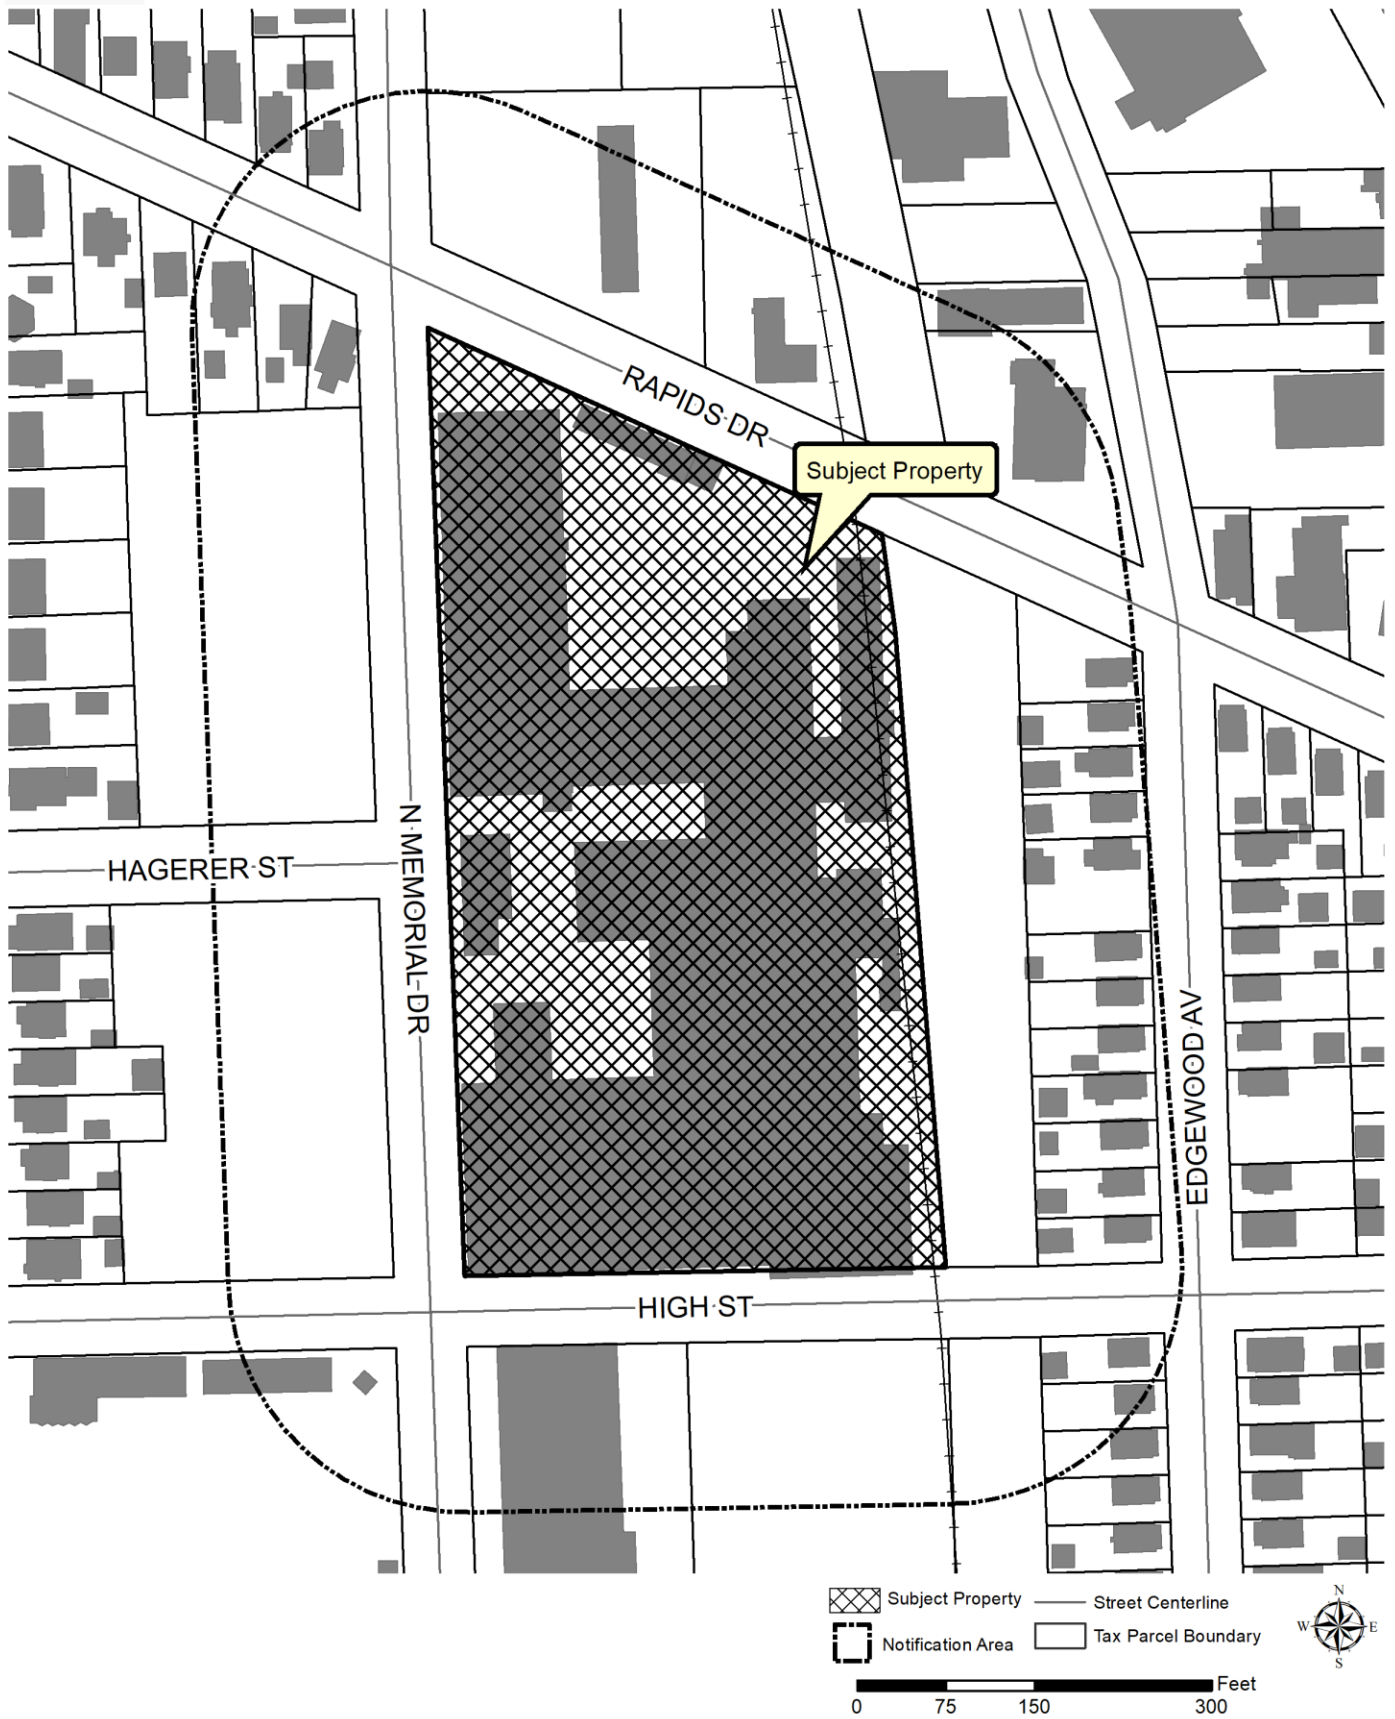 RAPIDS DR
Subject Property
N MEMORIAL DR
HAGERER ST
EDGEWOOD AV
HIGH ST
Subject Property
Street Centerline
Notification Area
Tax Parcel Boundary
N
W E
S
Feet
0 75 150 300